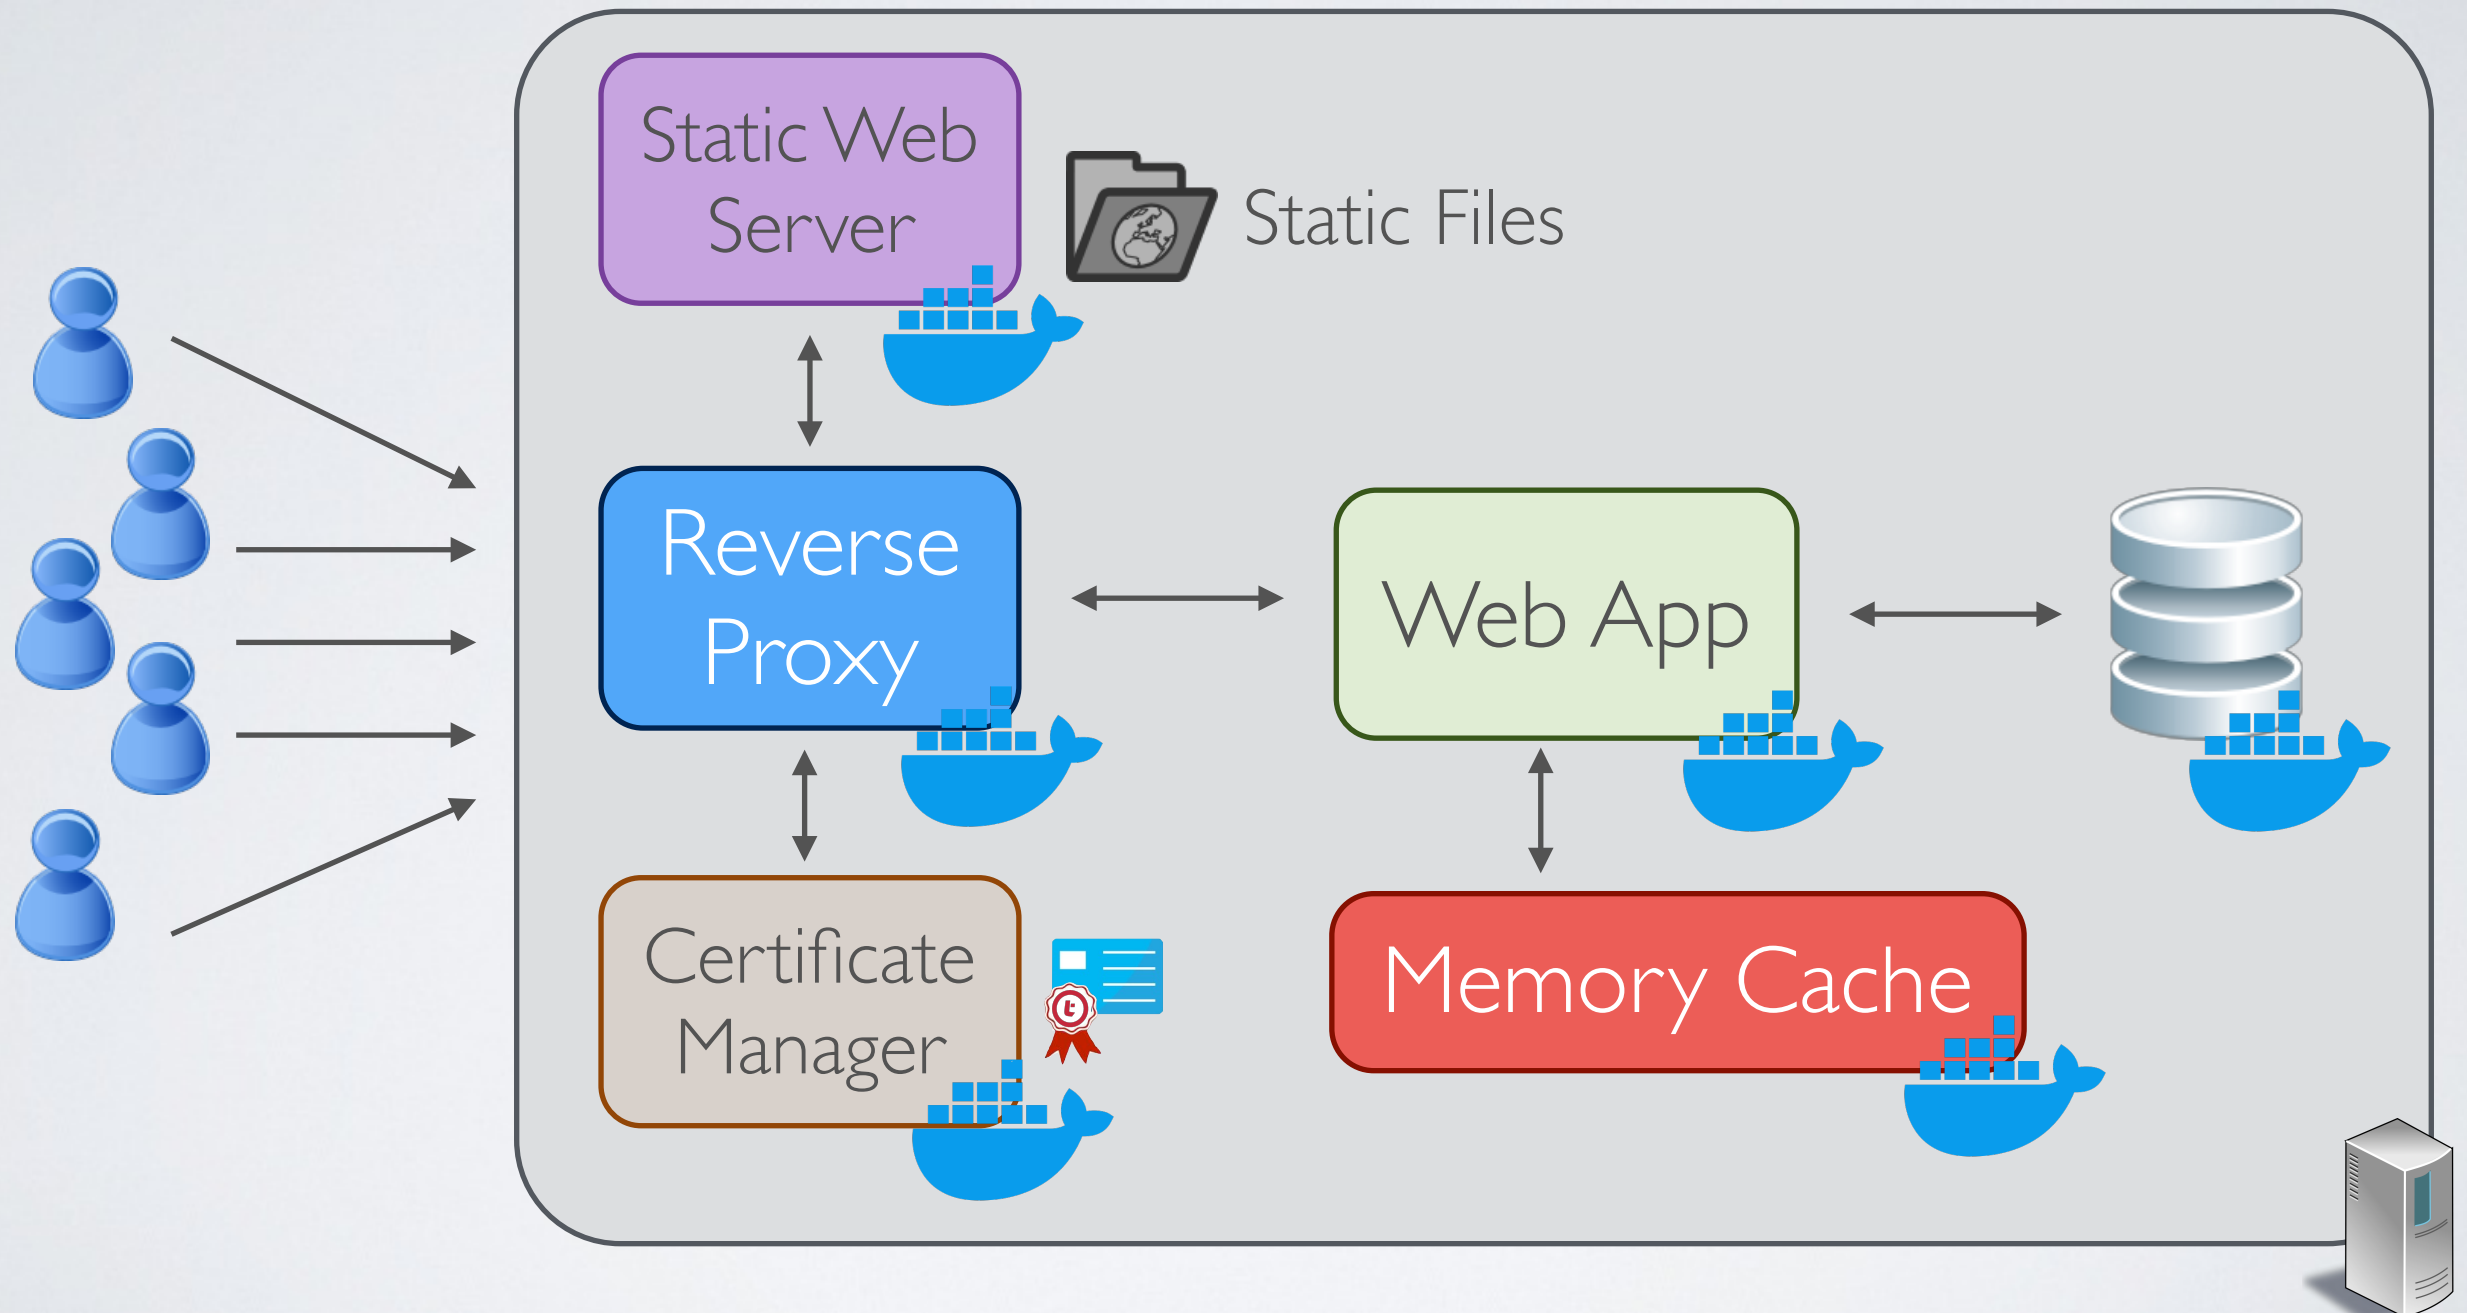 Static Web
Server
Static Files
Reverse
Proxy
Web App
Certificate
Manager
Memory Cache